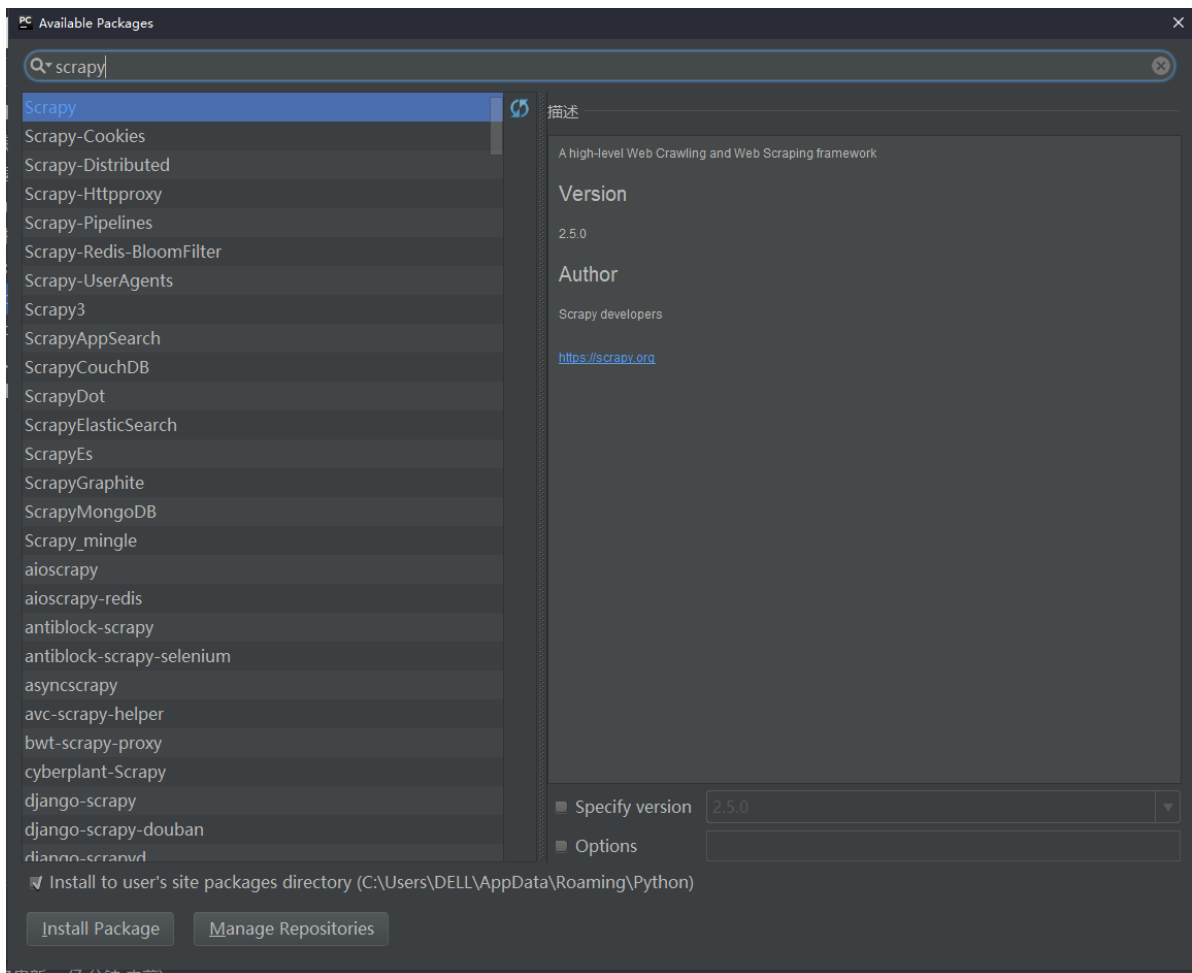 PC Available Packages
scrapy
Scrapy
Scrapy-Cookies
Scrapy-Distributed
Scrapy-Httpproxy
Scrapy-Pipelines
Scrapy-Redis-BloomFilter
Scrapy-UserAgents
Scrapy3
ScrapyAppSearch
ScrapyCouchDB
ScrapyDot
ScrapyElasticSearch
ScrapyEs
ScrapyGraphite
ScrapyMongoDB
Scrapy_mingle
aioscrapy
aioscrapy-redis
antiblock-scrapy
antiblock-scrapy-selenium
asyncscrapy
avc-scrapy-helper
bwt-scrapy-proxy
cyberplant-Scrapy
django-scrapy
django-scrapy-douban
django-scrapyd
描述
A high-level Web Crawling and Web Scraping framework
Version
2.5.0
Author
Scrapy developers
https://scrapy.org
Specify version 2.5.0
Options
Install to user's site packages directory (C:\Users\DELL\AppData\Roaming\Python)
Install Package Manage Repositories